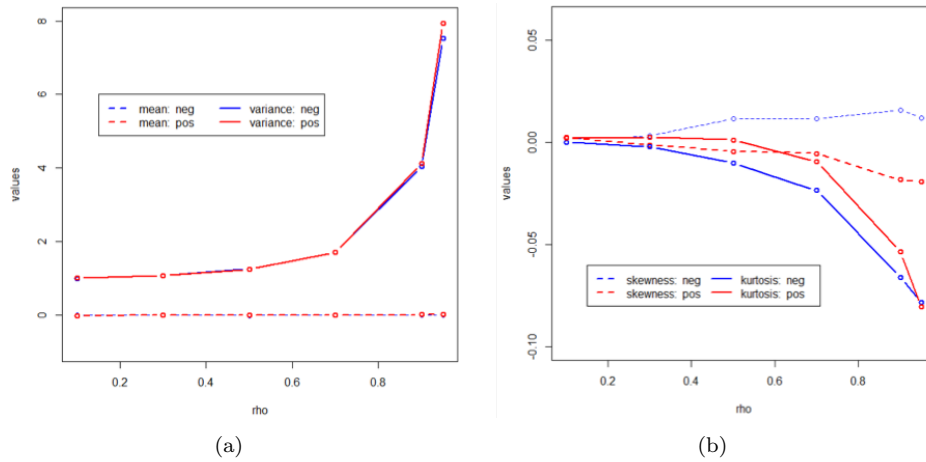 8
6
4
2
0
values
mean: neg variance: neg
mean: pos variance: pos
0.2 0.4 0.6 0.8
rho
(a)
0.05
0.00
-0.05
-0.10
values
skewness: neg kurtosis: neg
skewness: pos kurtosis: pos
0.2 0.4 0.6 0.8
rho
(b)